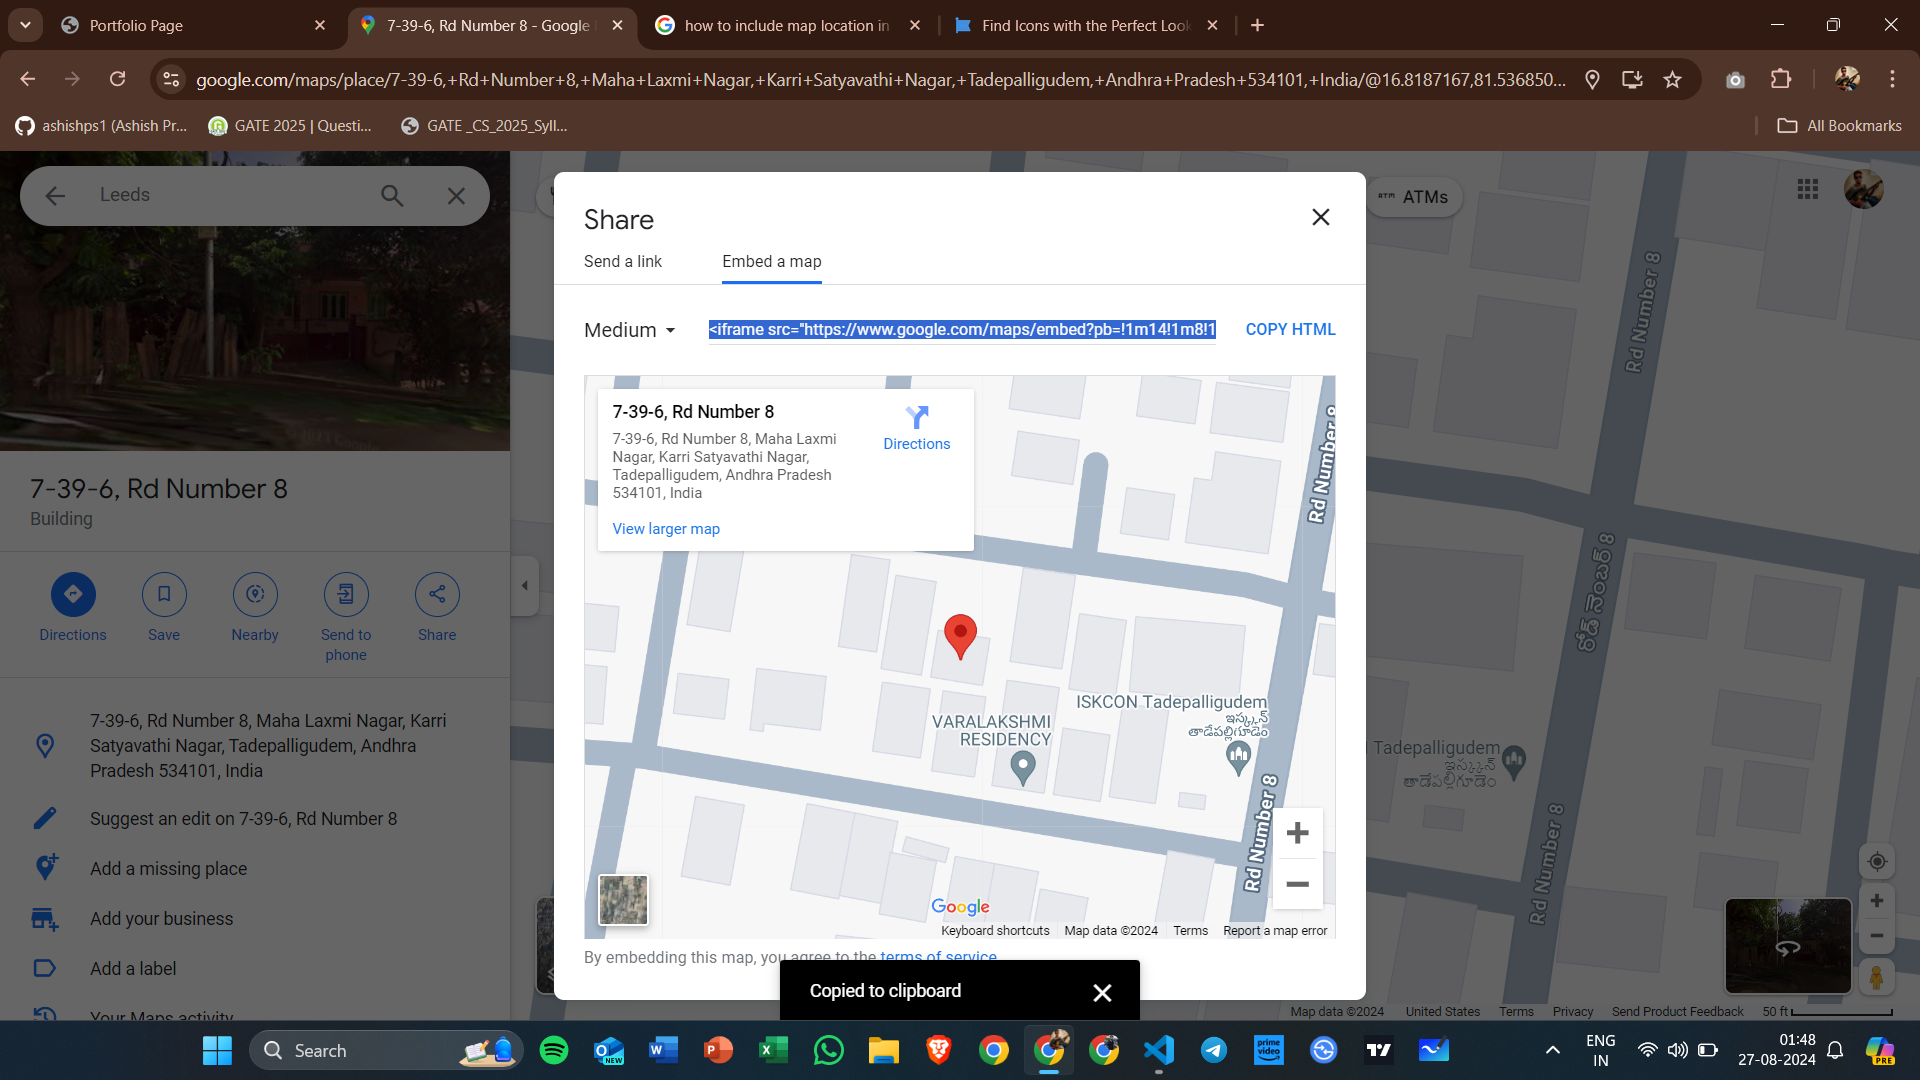 Portfolio Page
7-39-6, Rd Number 8 - Google
how to include map location in
Find Icons with the Perfect Look
google.com/maps/place/7-39-6,+Rd+Number+8,+Maha+Laxmi+Nagar,+Karri+Satyavathi+Nagar,+Tadepalligudem,+Andhra+Pradesh+534101,+India/@16.8187167,81.536850...
ashishps1 (Ashish Pr...
GATE 2025 | Questi...
GATE _CS_2025_Syll...
All Bookmarks
Leeds
7-39-6, Rd Number 8
Building
Directions
Save
Nearby
Send to
phone
Share
7-39-6, Rd Number 8, Maha Laxmi Nagar, Karri
Satyavathi Nagar, Tadepalligudem, Andhra
Pradesh 534101, India
Suggest an edit on 7-39-6, Rd Number 8
Add a missing place
Add your business
Add a label
Your Maps activity
Share
Send a link
Embed a map
Medium
<iframe src="https://www.google.com/maps/embed?pb=!1m14!1m8!1
COPY HTML
7-39-6, Rd Number 8
7-39-6, Rd Number 8, Maha Laxmi
Nagar, Karri Satyavathi Nagar,
Tadepalligudem, Andhra Pradesh
534101, India
View larger map
Directions
Rd Number 8
VARALAKSHMI
RESIDENCY
ISKCON Tadepalligudem
ఇస్కాన్
తాడేపల్లిగూడెం
Rd Number 8
Google
Keyboard shortcuts
Map data ©2024
Terms
Report a map error
By embedding this map, you agree to the terms of service.
Copied to clipboard
ATM
ATMs
Rd Number 8
రోడ్ నెంబర్ 8
Tadepalligudem
ఇస్కాన్
తాడేపల్లిగూడెం
Rd Number 8
Map data ©2024
United States
Terms
Privacy
Send Product Feedback
50 ft
Search
NEW
prime
video
ENG
IN
01:48
27-08-2024
PRE